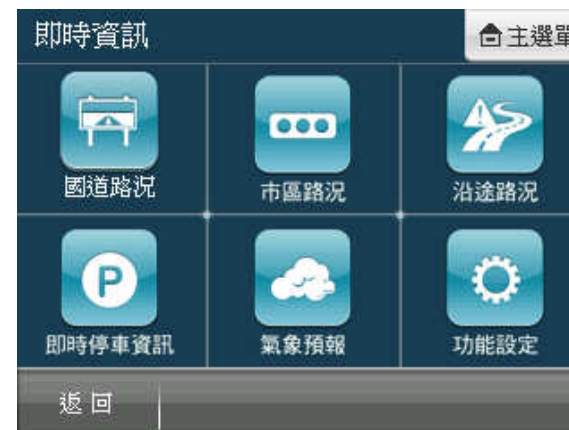 即時資訊
主選單
國道路況
市區路況
沿途路況
P
即時停車資訊
氣象預報
功能設定
返回